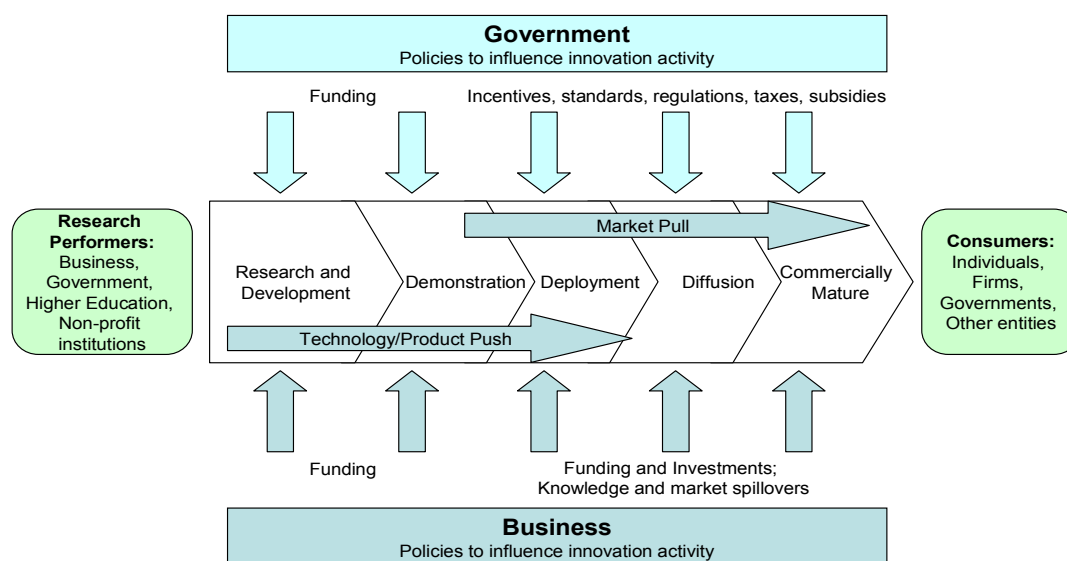 Government
Policies to influence innovation activity
Funding
Incentives, standards, regulations, taxes, subsidies
Research
Performers:
Business,
Government,
Higher Education,
Non-profit
institutions
Market Pull
Research and
Development
Demonstration
Deployment
Diffusion
Commercially
Mature
Technology/Product Push
Consumers:
Individuals,
Firms,
Governments,
Other entities
Funding
Funding and Investments;
Knowledge and market spillovers
Business
Policies to influence innovation activity